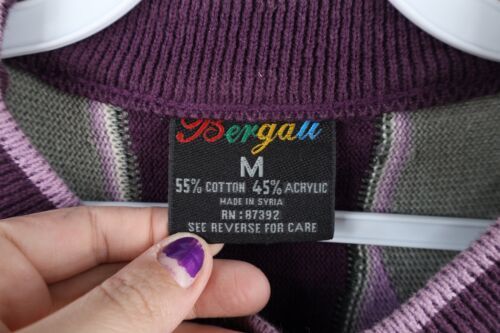 Bergati
M
55% COTTON 45% ACRYLIC
MADE IN SYRIA
RN:87392
SEE REVERSE FOR CARE